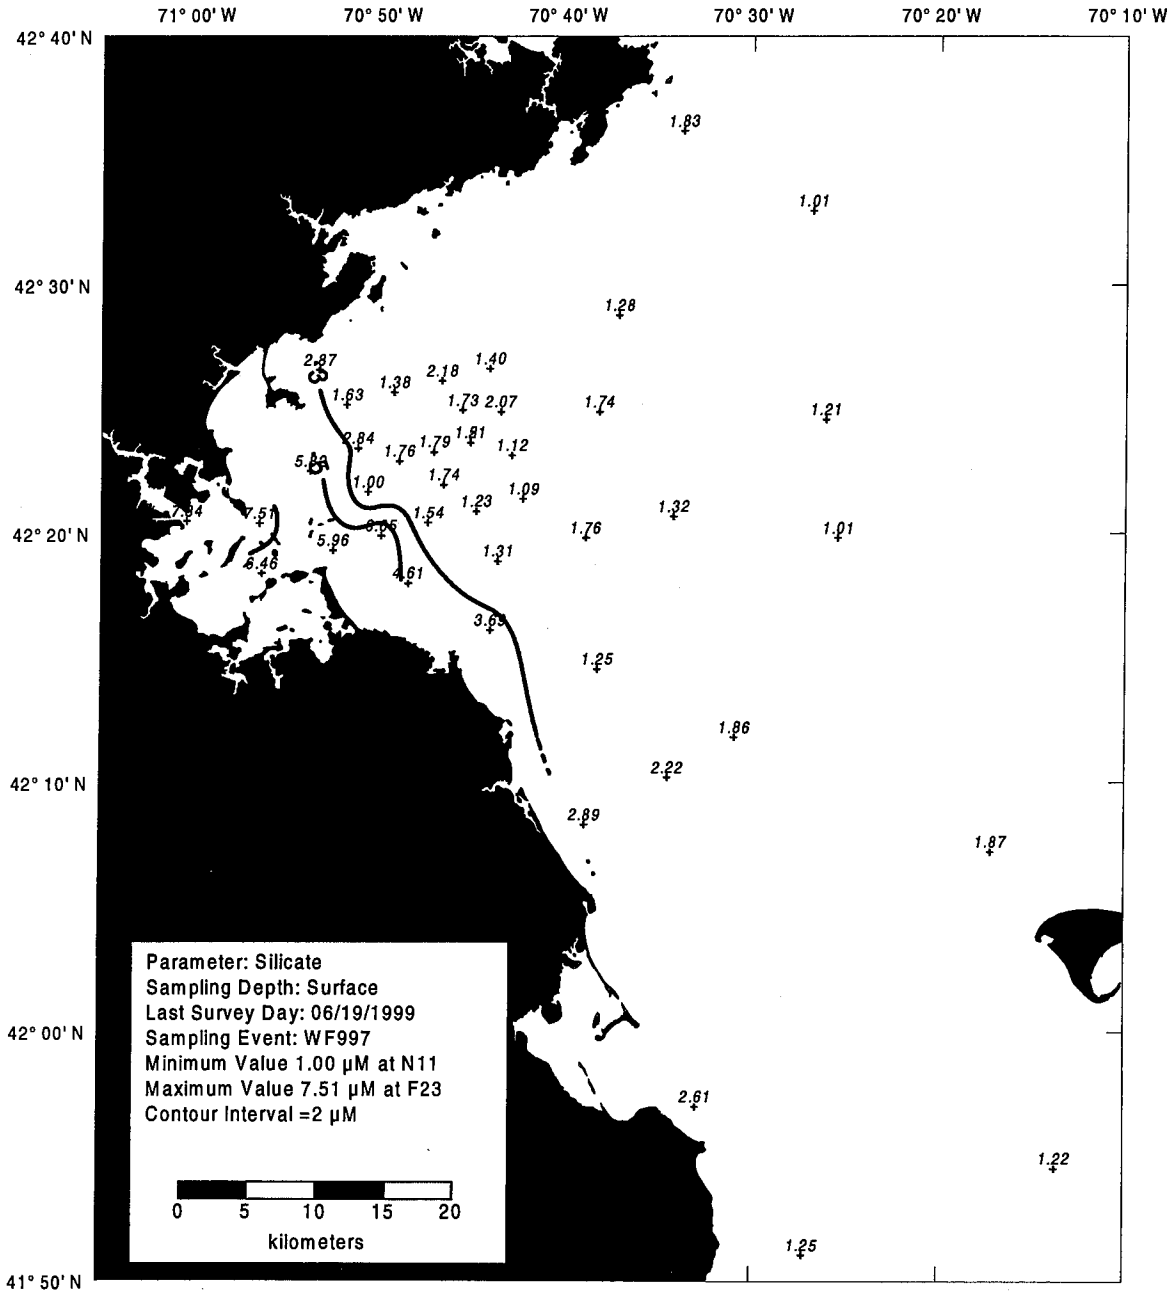 71° 00' W 70° 50' W 70° 40' W 70° 30' W 70° 20' W 70° 10' W
42° 40' N
1.83
1.01
42° 30' N
1.28
2.87 1.40
3 2.18
1.38
1.63 1.73 2.07 1.74 1.21
2.84 1.79 1.81 1.12
1.76
5
1.00 1.74 1.09
1.23 1.32
7.51 1.54
1.76 1.01
42° 20' N
5.96 1.31
6.46 4.61
3.69
1.25
1.86
2.22
42° 10' N
2.89
1.87
Parameter: Silicate
Sampling Depth: Surface
Last Survey Day: 06/19/1999
42° 00' N
Sampling Event: WF997
Minimum Value 1.00 µM at N11
Maximum Value 7.51 µM at F23
Contour Interval =2 µM
2.61
1.22
0 5 10 15 20
kilometers
1.25
41° 50' N